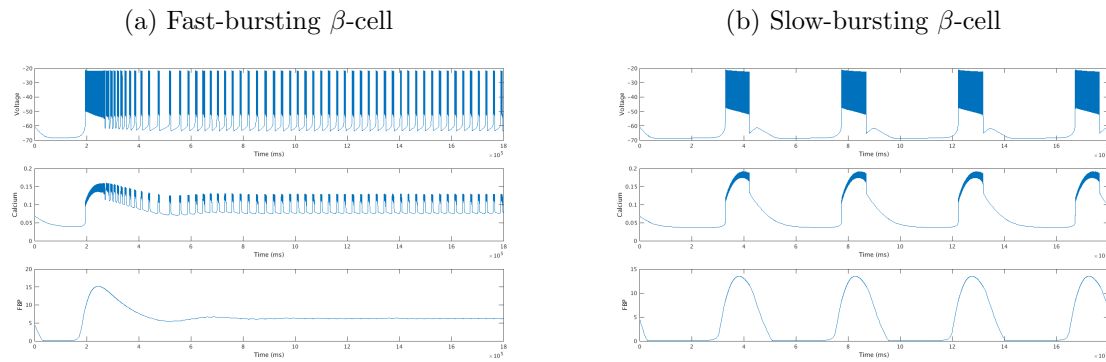 (a) Fast-bursting β-cell
(b) Slow-bursting β-cell
Voltage
-20
-30
-40
-50
-60
-70
0 2 4 6 8 10 12 14 16 18
Time (ms)
×10⁵
Calcium
0.2
0.15
0.1
0.05
0
0 2 4 6 8 10 12 14 16 18
Time (ms)
×10⁵
FBP
20
15
10
5
0
0 2 4 6 8 10 12 14 16 18
Time (ms)
×10⁵
Voltage
-20
-30
-40
-50
-60
-70
0 2 4 6 8 10 12 14 16
Time (ms)
×10
Calcium
0.2
0.15
0.1
0.05
0
0 2 4 6 8 10 12 14 16
Time (ms)
×10
FBP
15
10
5
0
0 2 4 6 8 10 12 14 16
Time (ms)
×10